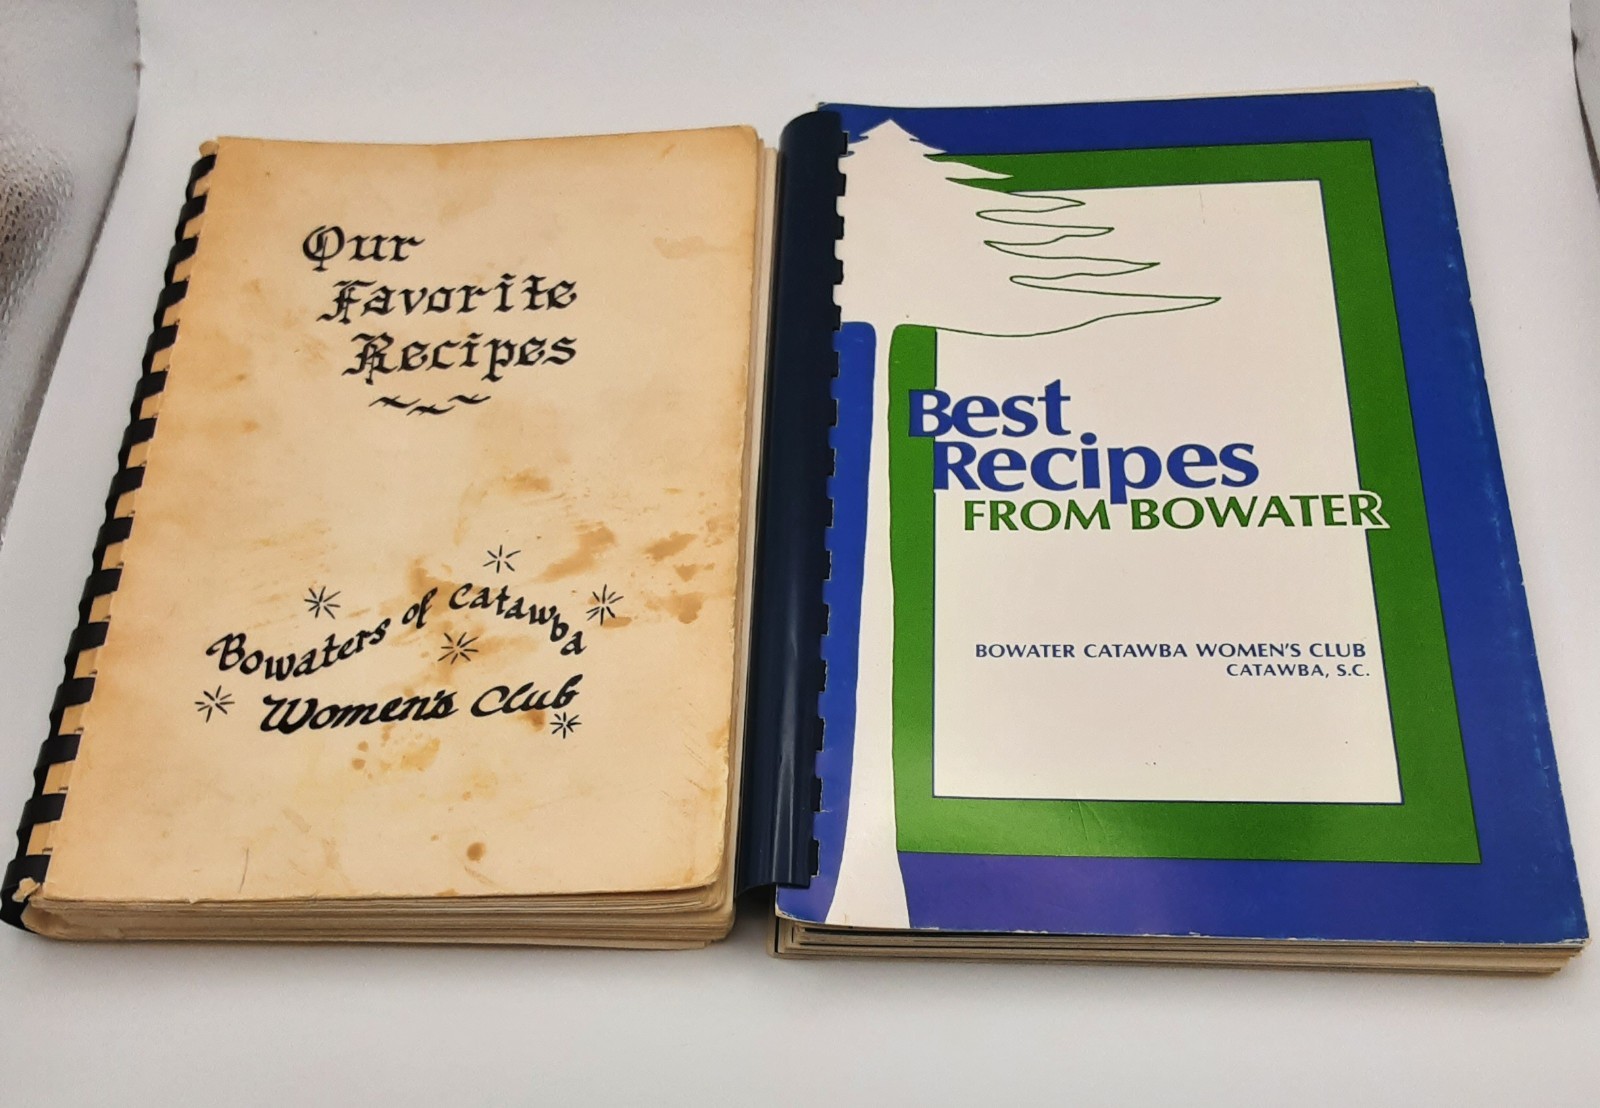 Our
Favorite
Recipes
Bowaters of Catawba
Women's Club
Best
Recipes
FROM BOWATER
BOWATER CATAWBA WOMEN'S CLUB
CATAWBA, S.C.